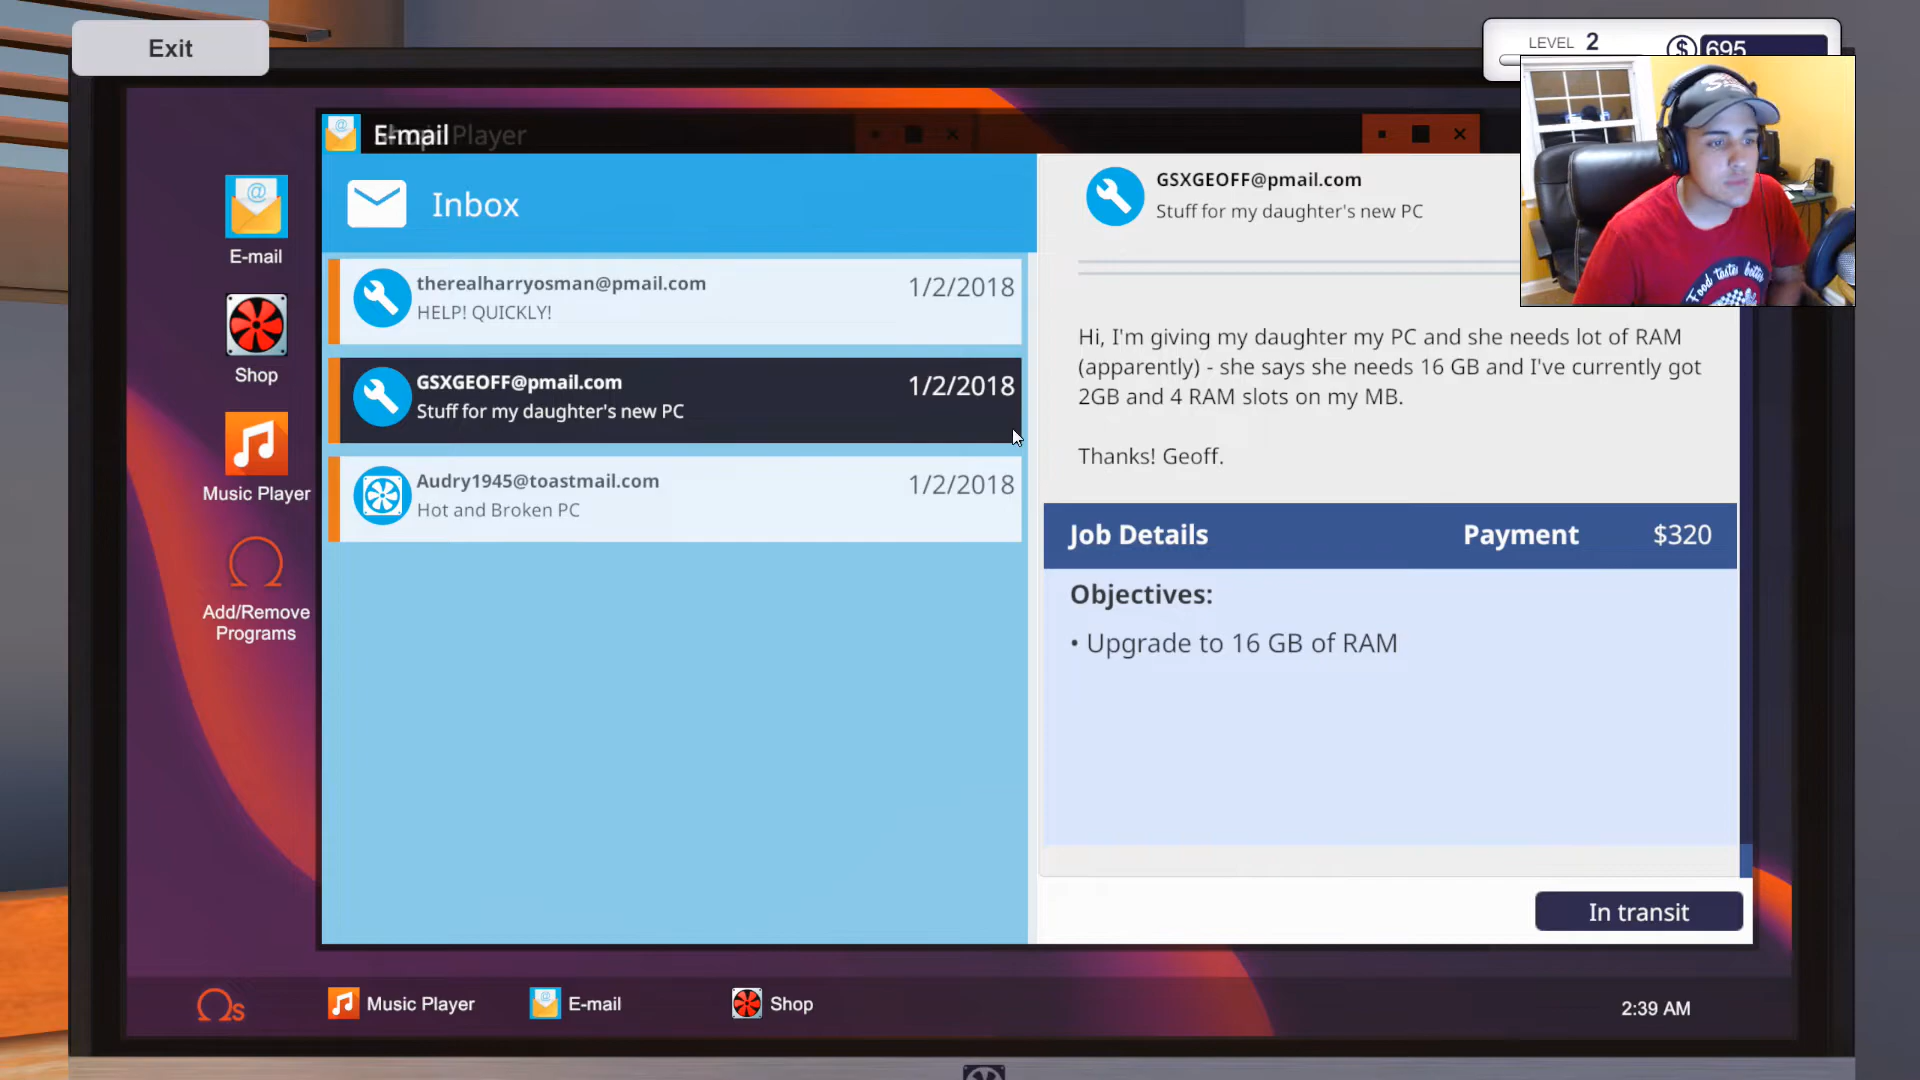 Exit
LEVEL 2
$ 695
E-mail
Player
Inbox
therealharryosman@pmail.com
1/2/2018
HELP! QUICKLY!
GSXGEOFF@pmail.com
1/2/2018
Stuff for my daughter's new PC
Audry1945@toastmail.com
1/2/2018
Hot and Broken PC
GSXGEOFF@pmail.com
Stuff for my daughter's new PC
Hi, I'm giving my daughter my PC and she needs lot of RAM
(apparently) - she says she needs 16 GB and I've currently got
2GB and 4 RAM slots on my MB.
Thanks! Geoff.
Job Details Payment $320
Objectives:
• Upgrade to 16 GB of RAM
In transit
E-mail
Shop
Music Player
Add/Remove
Programs
Food tastes better
Ωs
Music Player
E-mail
Shop
2:39 AM